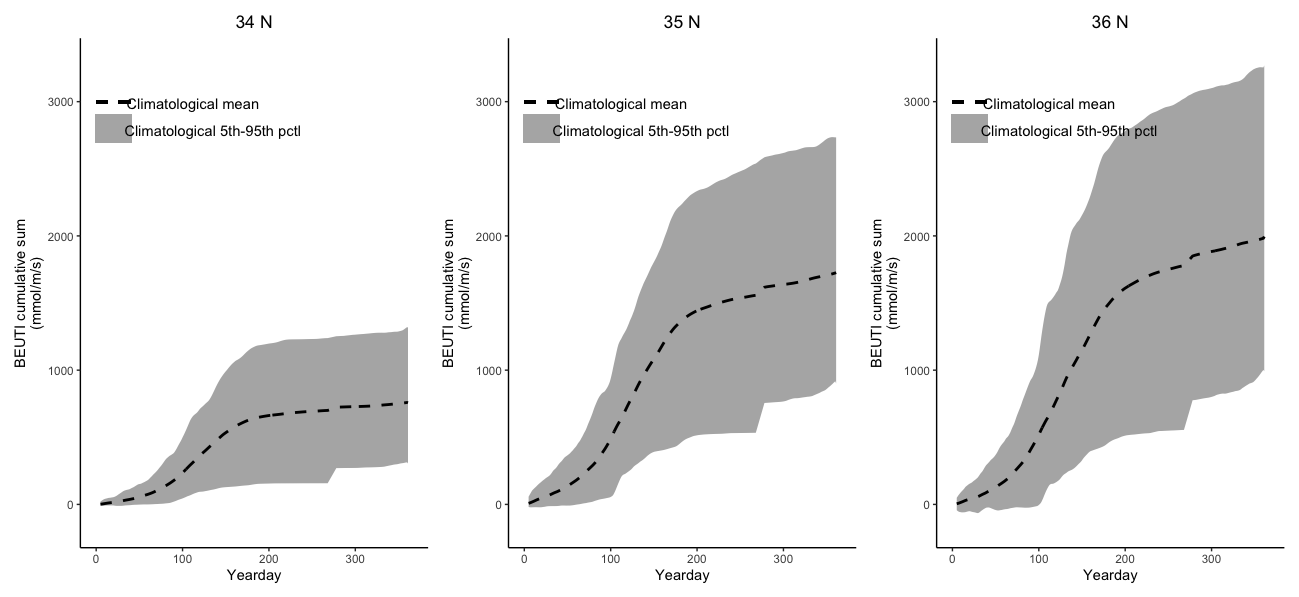 34 N
3000
2000
1000
0
BEUTI cumulative sum
(mmol/m/s)
Climatological mean
Climatological 5th-95th pctl
0 100 200 300
Yearday
35 N
3000
2000
1000
0
BEUTI cumulative sum
(mmol/m/s)
Climatological mean
Climatological 5th-95th pctl
0 100 200 300
Yearday
36 N
3000
2000
1000
0
BEUTI cumulative sum
(mmol/m/s)
Climatological mean
Climatological 5th-95th pctl
0 100 200 300
Yearday